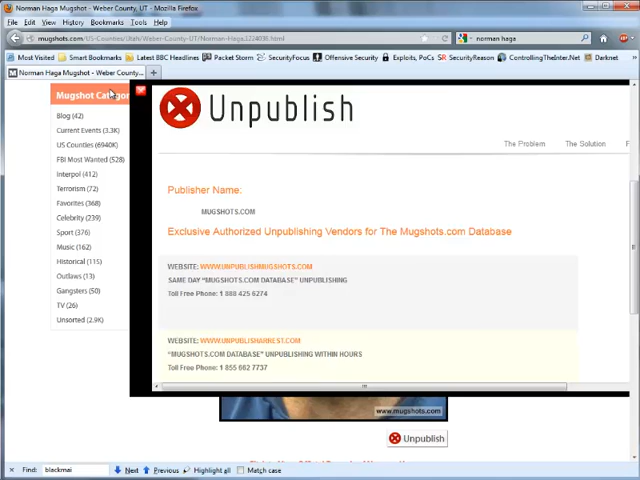 Norman Haga Mugshot - Weber County, UT - Mozilla Firefox
File Edit View History Bookmarks Tools Help
mugshots.com/US-Counties/Utah/Weber-County-UT/Norman-Haga.1224030.html
norman haga
Most Visited Smart Bookmarks Latest BBC Headlines Packet Storm SecurityFocus Offensive Security Exploits, PoCs SecurityFocus ControllingTheInter.Net Darknet
Norman Haga Mugshot - Weber County,...
Mugshot
Unpublish
Blog (42)
Current Events (3.3K)
US Counties (6940K)
FBI Most Wanted (528)
Interpol (412)
Terrorism (72)
Favorites (368)
Celebrity (239)
Sport (376)
Music (162)
Historical (115)
Outlaws (13)
Gangsters (50)
TV (26)
Unsorted (2.9K)
The Problem The Solution F
Publisher Name:
MUGSHOTS.COM
Exclusive Authorized Unpublishing Vendors for The Mugshots.com Database
WEBSITE: WWW.UNPUBLISHMUGSHOTS.COM
SAME DAY "MUGSHOTS.COM DATABASE" UNPUBLISHING
Toll Free Phone: 1 888 425 6274
WEBSITE: WWW.UNPUBLISHARREST.COM
"MUGSHOTS.COM DATABASE" UNPUBLISHING WITHIN HOURS
Toll Free Phone: 1 855 662 7737
www.mugshots.com
Unpublish
Find: blackmai Next Previous Highlight all Match case